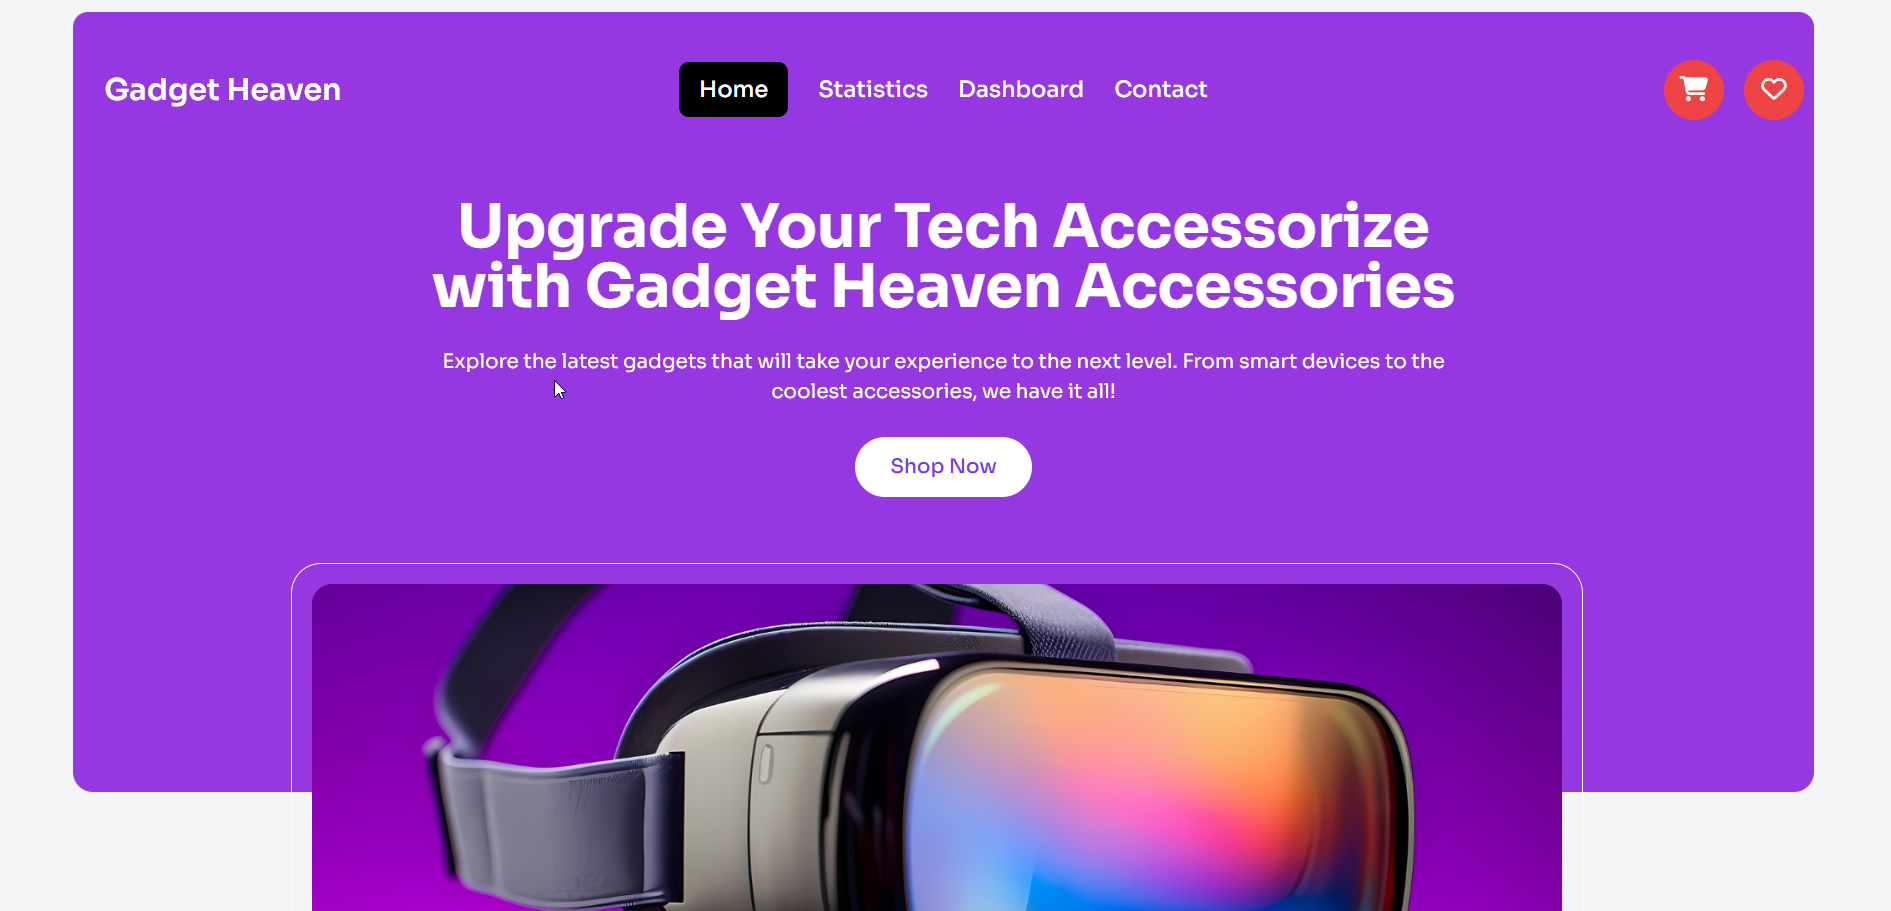 Gadget Heaven
Home
Statistics
Dashboard
Contact
Upgrade Your Tech Accessorize
with Gadget Heaven Accessories
Explore the latest gadgets that will take your experience to the next level. From smart devices to the
coolest accessories, we have it all!
Shop Now